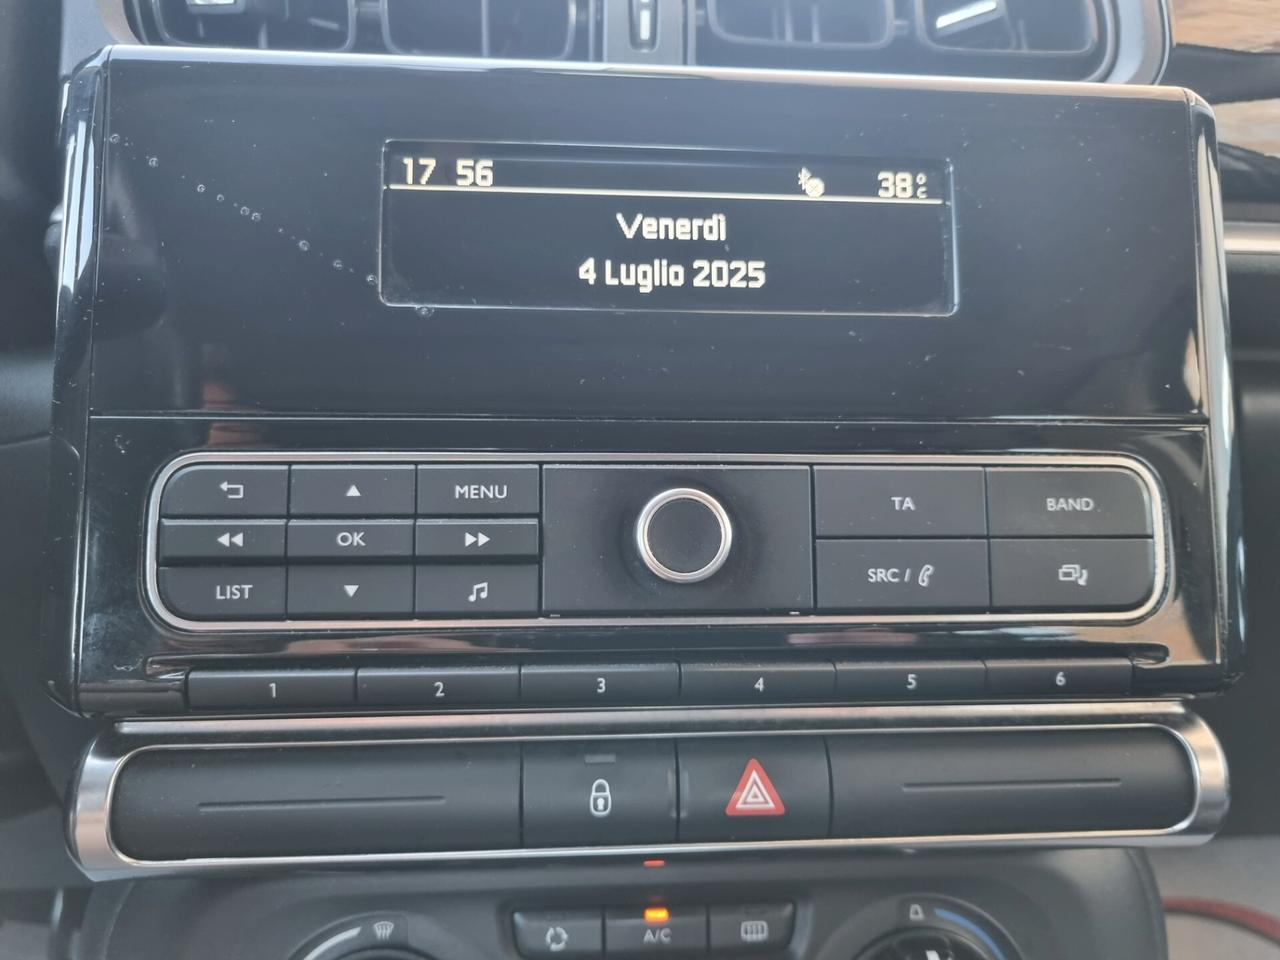 17 56 38°C
Venerdì
4 Luglio 2025
MENU
TA
BAND
OK
SRC /
LIST
1 2 3 4 5 6
A/C